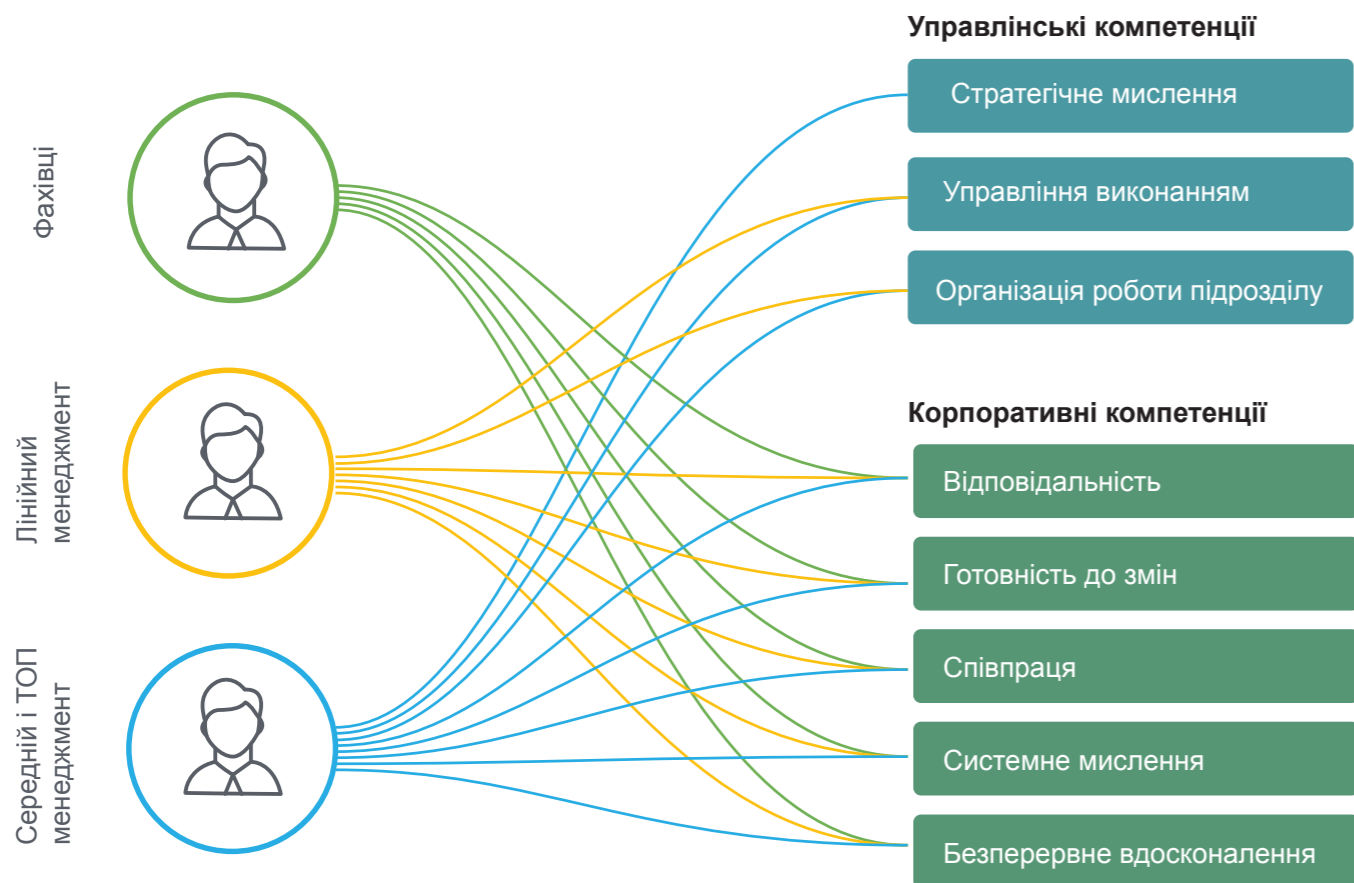 Фахівці
Лінійний
менеджмент
Середній і ТОП
менеджмент
Управлінські компетенції
Стратегічне мислення
Управління виконанням
Організація роботи підрозділу
Корпоративні компетенції
Відповідальність
Готовність до змін
Співпраця
Системне мислення
Безперервне вдосконалення